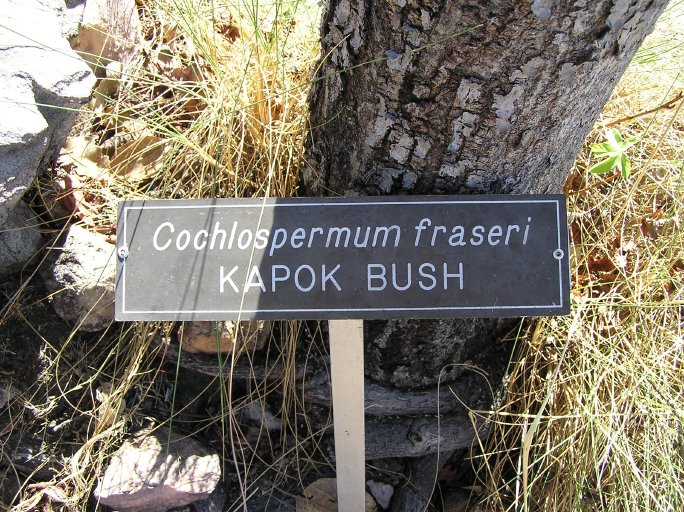 Cochlospermum fraseri
KAPOK BUSH